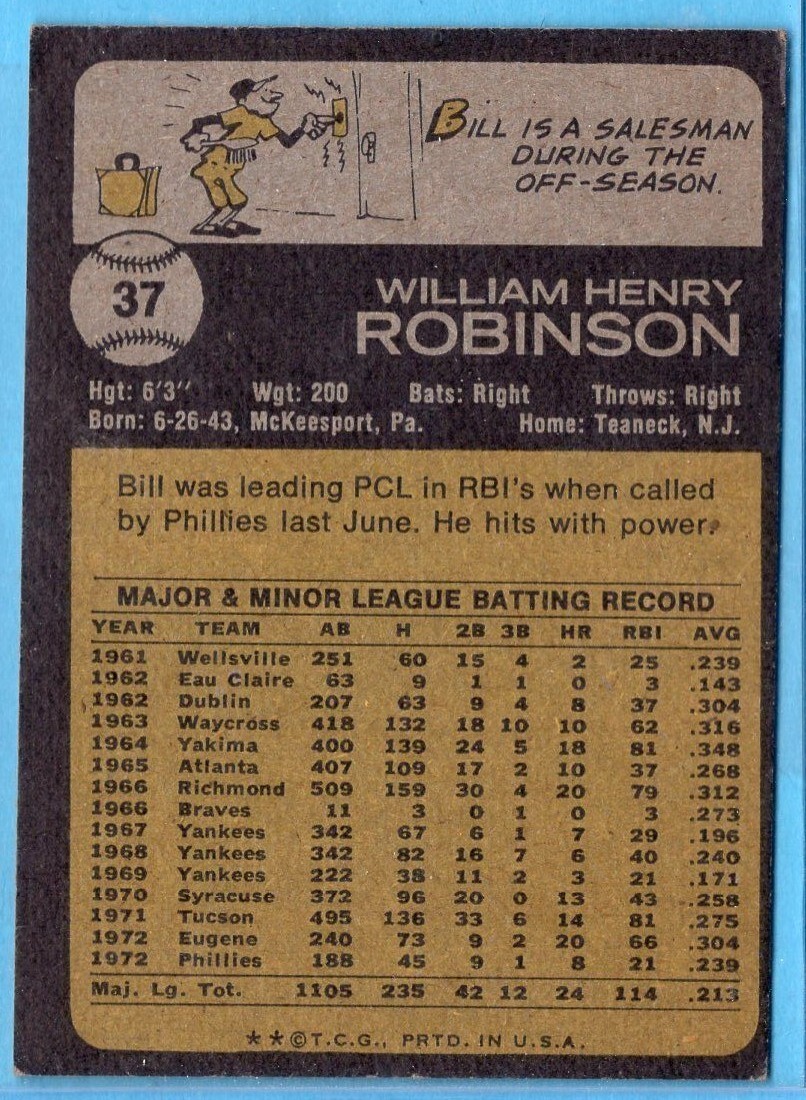 BILL IS A SALESMAN
DURING THE
OFF-SEASON.
37
WILLIAM HENRY
ROBINSON
Hgt: 6'3" Wgt: 200 Bats: Right Throws: Right
Born: 6-26-43, McKeesport, Pa. Home: Teaneck, N.J.
Bill was leading PCL in RBI's when called
by Phillies last June. He hits with power.
MAJOR & MINOR LEAGUE BATTING RECORD
YEAR TEAM AB H 2B 3B HR RBI AVG
1961 Wellsville 251 60 15 4 2 25 .239
1962 Eau Claire 63 9 1 1 0 3 .143
1962 Dublin 207 63 9 4 8 37 .304
1963 Waycross 418 132 18 10 10 62 .316
1964 Yakima 400 139 24 5 18 81 .348
1965 Atlanta 407 109 17 2 10 37 .268
1966 Richmond 509 159 30 4 20 79 .312
1966 Braves 11 3 0 1 0 3 .273
1967 Yankees 342 67 6 1 7 29 .196
1968 Yankees 342 82 16 7 6 40 .240
1969 Yankees 222 38 11 2 3 21 .171
1970 Syracuse 372 96 20 0 13 43 .258
1971 Tucson 495 136 33 6 14 81 .275
1972 Eugene 240 73 9 2 20 66 .304
1972 Phillies 188 45 9 1 8 21 .239
Maj. Lg. Tot. 1105 235 42 12 24 114 .213
**©T.C.G., PRTD. IN U.S.A.